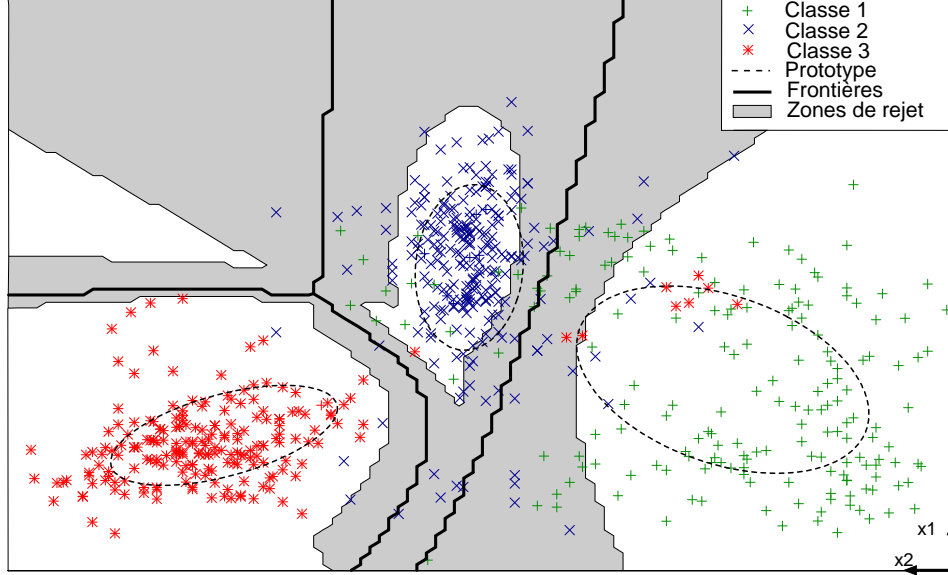 Classe 1
Classe 2
Classe 3
Prototype
Frontières
Zones de rejet
x1
x2